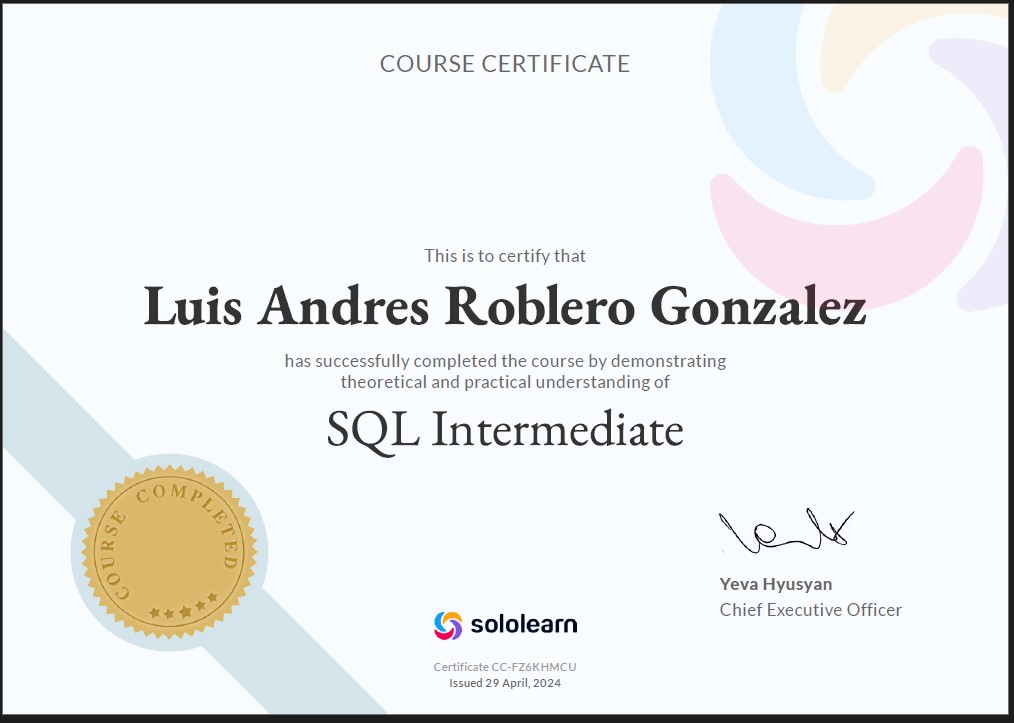 COURSE CERTIFICATE
This is to certify that
Luis Andres Roblero Gonzalez
has successfully completed the course by demonstrating
theoretical and practical understanding of
SQL Intermediate
COURSE COMPLETED
Yeva Hyusyan
Chief Executive Officer
sololearn
Certificate CC-FZ6KHMCU
Issued 29 April, 2024